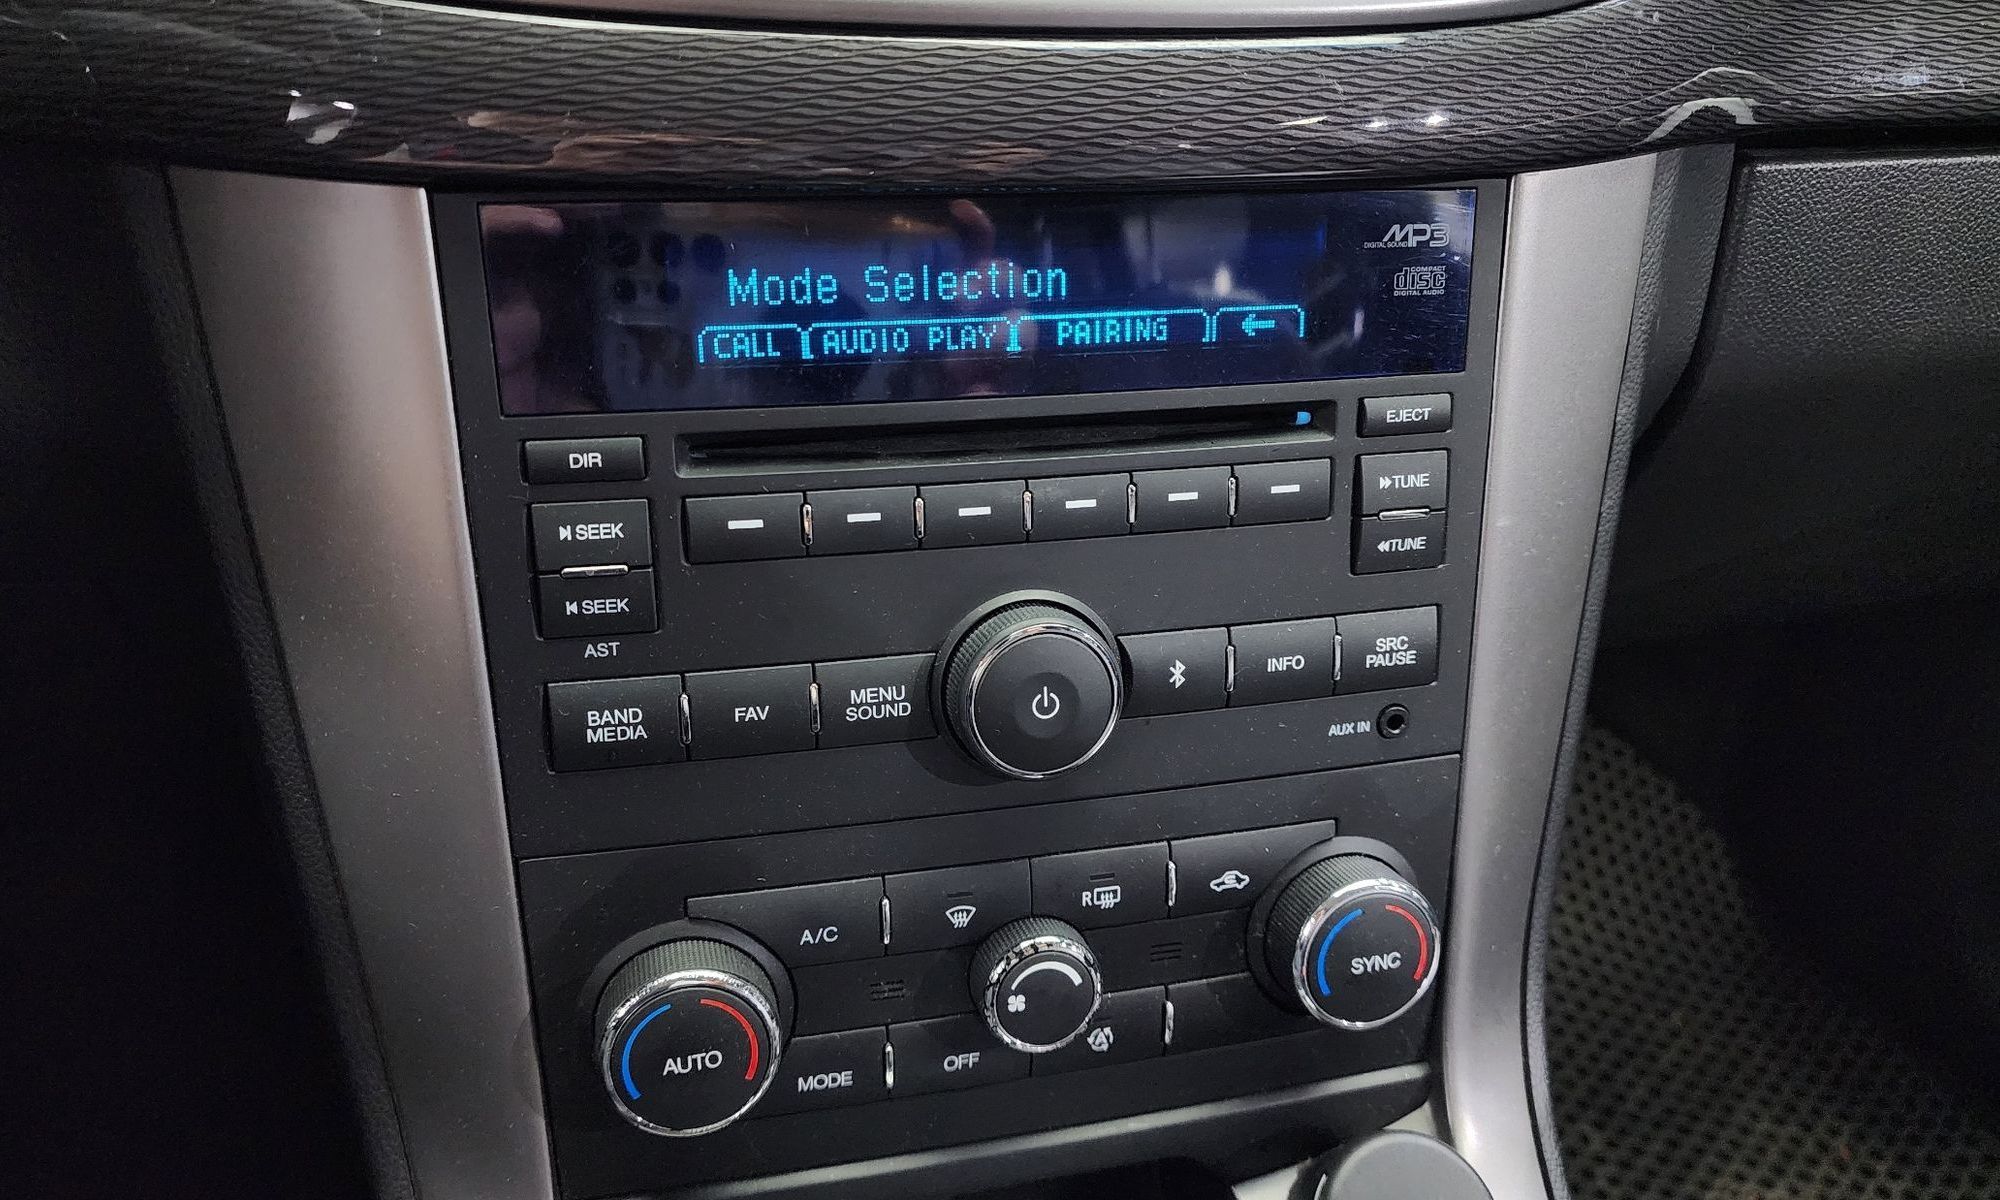 MP3
DIGITAL SOUND
COMPACT
disc
DIGITAL AUDIO
Mode Selection
CALL AUDIO PLAY PAIRING ←
EJECT
DIR
TUNE
SEEK
TUNE
SEEK
AST
SRC
PAUSE
INFO
MENU
SOUND
FAV
BAND
MEDIA
AUX IN
A/C
R
SYNC
AUTO
MODE
OFF
A